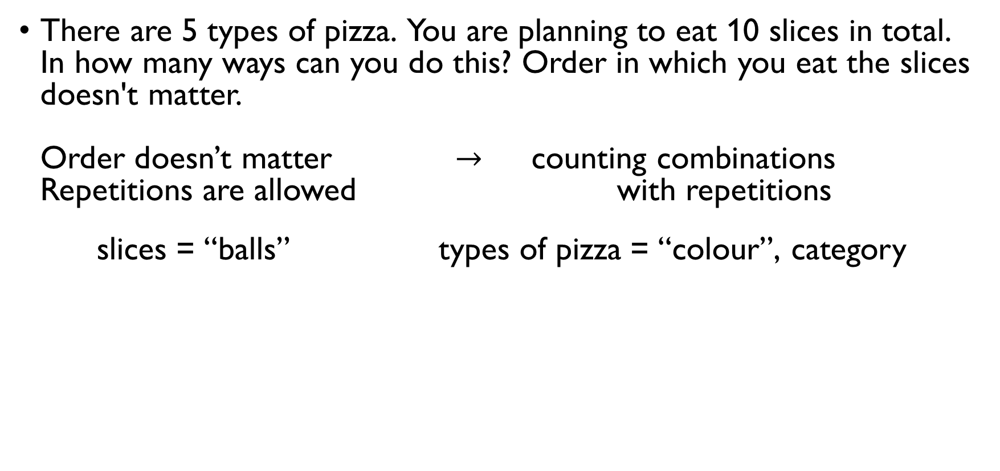 • There are 5 types of pizza. You are planning to eat 10 slices in total.
In how many ways can you do this? Order in which you eat the slices
doesn't matter.
Order doesn’t matter → counting combinations
Repetitions are allowed with repetitions
slices = “balls” types of pizza = “colour”, category